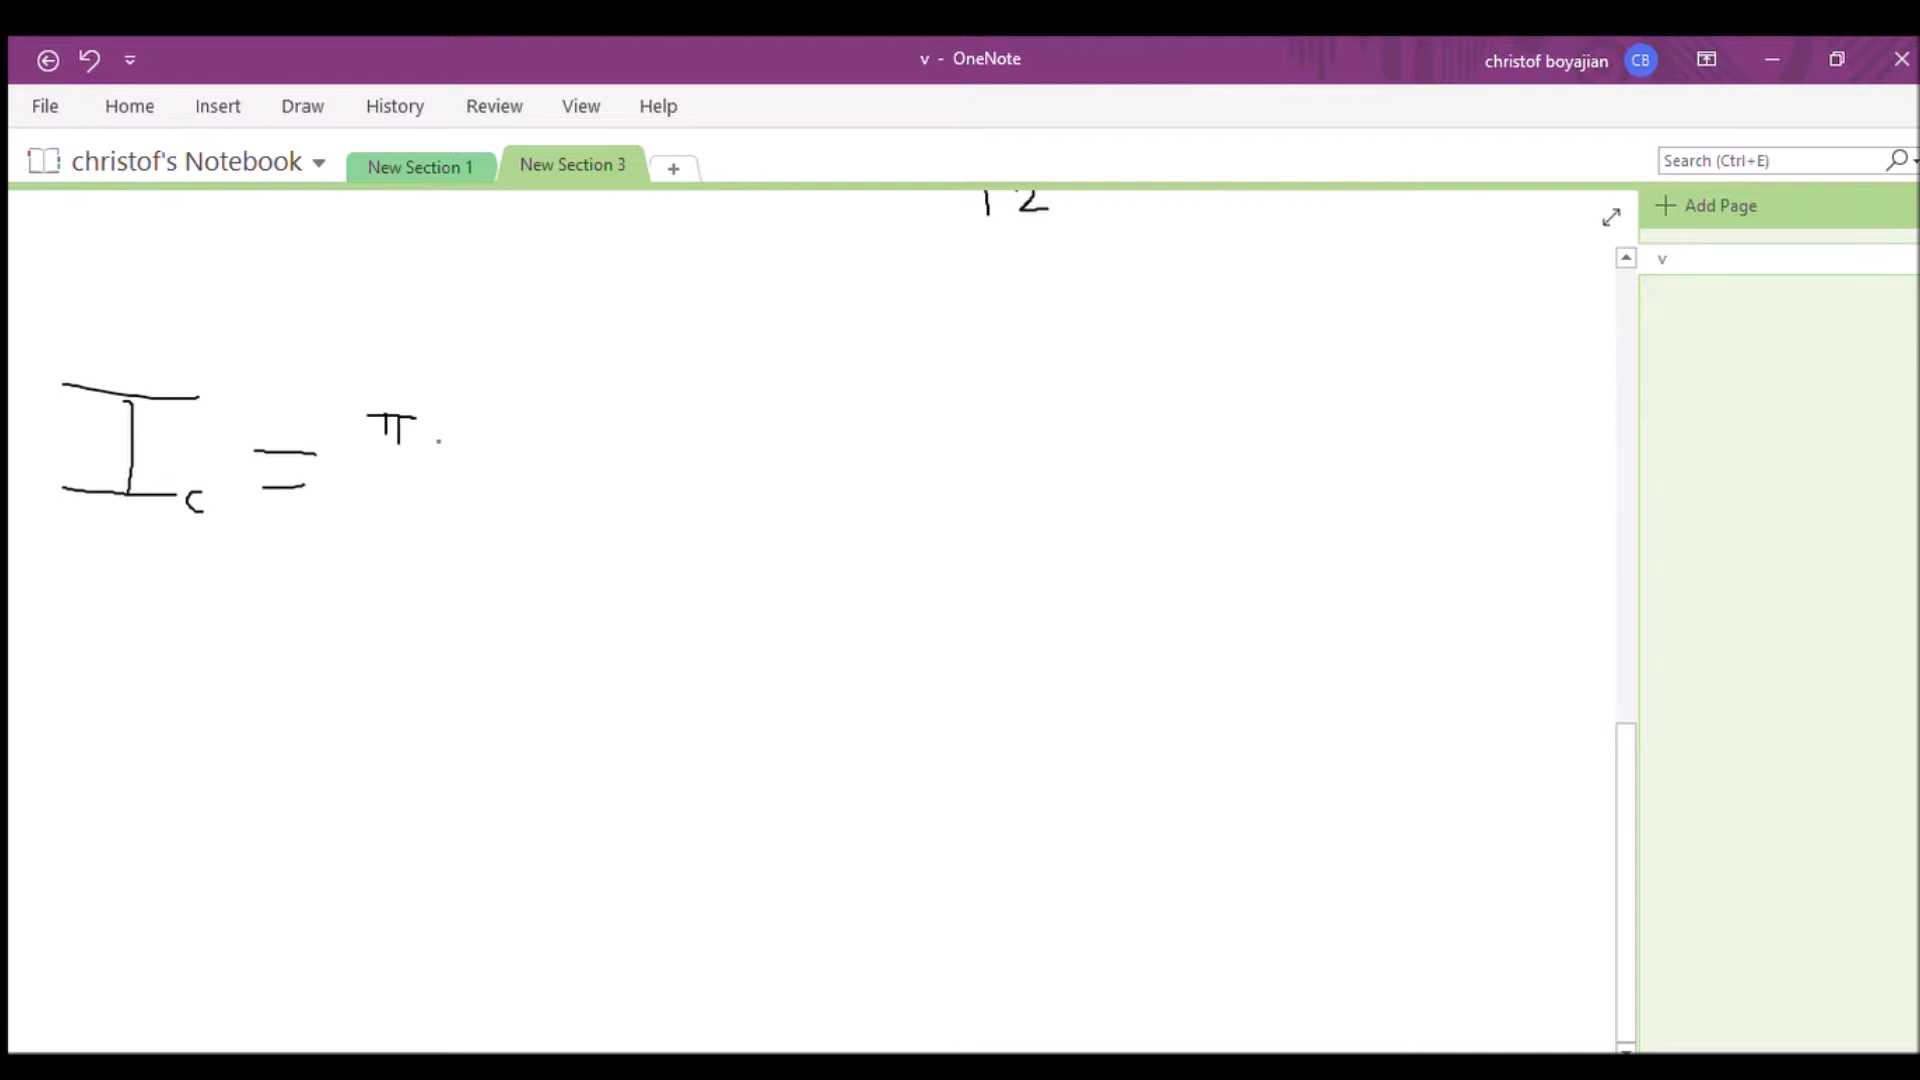 v - OneNote
christof boyajian CB
File Home Insert Draw History Review View Help
christof's Notebook New Section 1 New Section 3 +
Search (Ctrl+E)
12
Add Page
v
I_c = π .